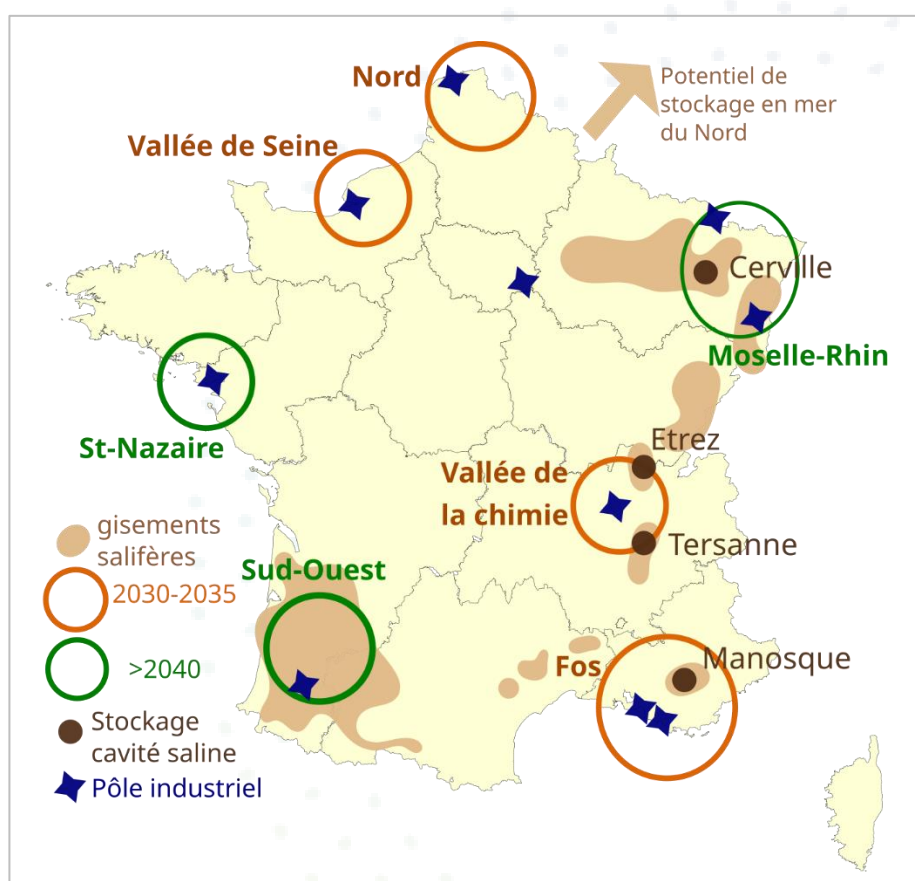 Nord
Potentiel de
stockage en mer
du Nord
Vallée de Seine
Cerville
Moselle-Rhin
St-Nazaire
Etrez
Vallée de
la chimie
Tersanne
gisements
salifères
Sud-Ouest
2030-2035
>2040
Fos
Manosque
Stockage
cavité saline
Pôle industriel